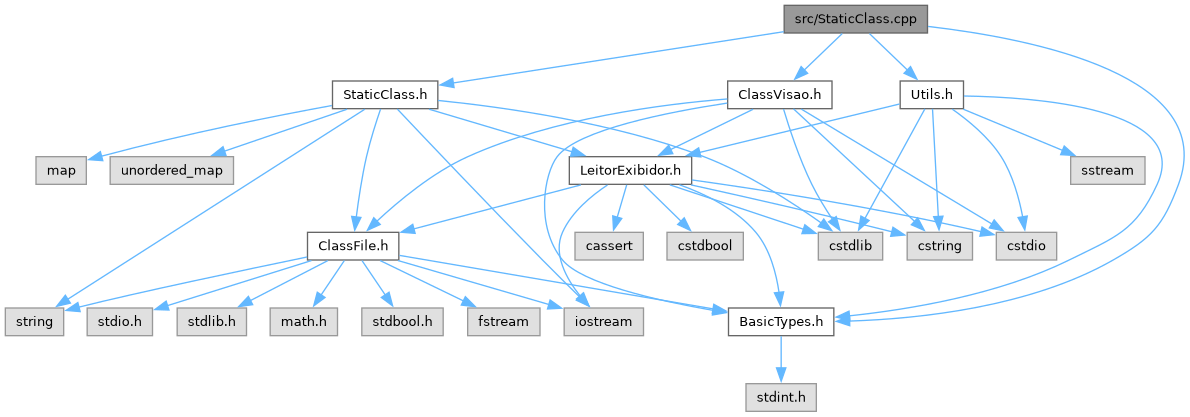 src/StaticClass.cpp
StaticClass.h
ClassVisao.h
Utils.h
map
unordered_map
LeitorExibidor.h
sstream
ClassFile.h
cassert
cstdbool
cstdlib
cstring
cstdio
string
stdio.h
stdlib.h
math.h
stdbool.h
fstream
iostream
BasicTypes.h
stdint.h